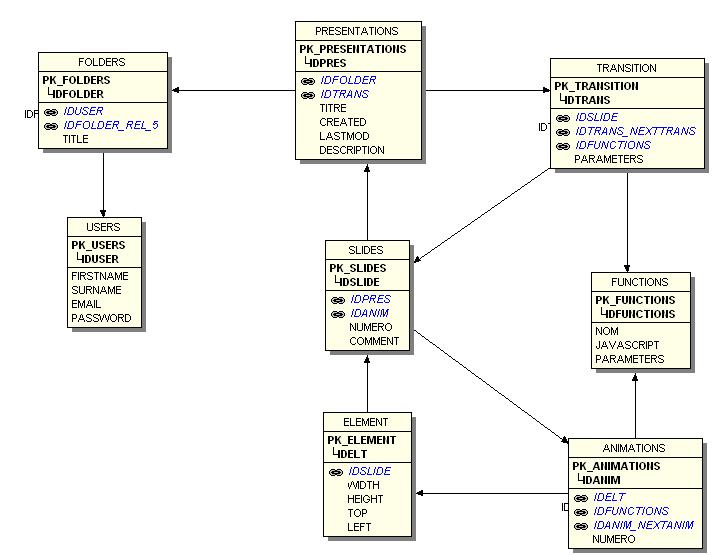 PRESENTATIONS
PK_PRESENTATIONS
IDPRES
IDFOLDER
IDTRANS
TITRE
CREATED
LASTMOD
DESCRIPTION
FOLDERS
PK_FOLDERS
IDFOLDER
IDUSER
IDFOLDER_REL_5
TITLE
TRANSITION
PK_TRANSITION
IDTRANS
IDSLIDE
IDTRANS_NEXTTRANS
IDFUNCTIONS
PARAMETERS
USERS
PK_USERS
IDUSER
FIRSTNAME
SURNAME
EMAIL
PASSWORD
SLIDES
PK_SLIDES
IDSLIDE
IDPRES
IDANIM
NUMERO
COMMENT
FUNCTIONS
PK_FUNCTIONS
IDFUNCTIONS
NOM
JAVASCRIPT
PARAMETERS
ELEMENT
PK_ELEMENT
IDELT
IDSLIDE
WIDTH
HEIGHT
TOP
LEFT
ANIMATIONS
PK_ANIMATIONS
IDANIM
IDELT
IDFUNCTIONS
IDANIM_NEXTANIM
NUMERO